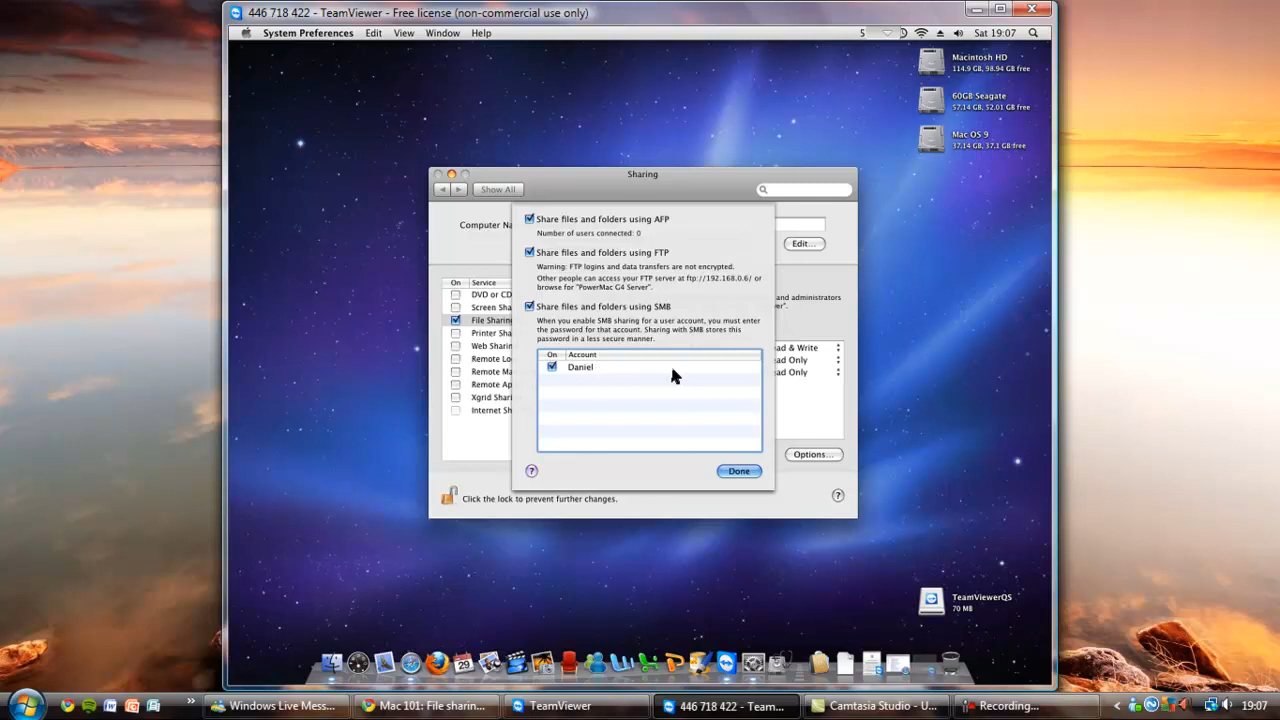 446 718 422 - TeamViewer - Free license (non-commercial use only)
System Preferences Edit View Window Help
5
Sat 19:07
Macintosh HD
114.9 GB, 98.94 GB free
60GB Seagate
57.14 GB, 52.01 GB free
Mac OS 9
37.14 GB, 37.1 GB free
Sharing
Show All
Computer Na
Edit...
Share files and folders using AFP
Number of users connected: 0
Share files and folders using FTP
Warning: FTP logins and data transfers are not encrypted.
Other people can access your FTP server at ftp://192.168.0.6/ or
browse for "PowerMac G4 Server".
Share files and folders using SMB
When you enable SMB sharing for a user account, you must enter
the password for that account. Sharing with SMB stores this
password in a less secure manner.
On Account
Daniel
?
Done
On Service
DVD or CD
Screen Sha
File Sharing
Printer Sha
Web Sharin
Remote Lo
Remote Ma
Remote Ap
Xgrid Sharin
Internet Sh
and administrators
er".
ad & Write
ad Only
ad Only
Options...
Click the lock to prevent further changes.
?
TeamViewerQS
70 MB
29
Windows Live Mess...
Mac 101: File sharin...
TeamViewer
446 718 422 - Team...
Camtasia Studio - U...
Recording...
19:07